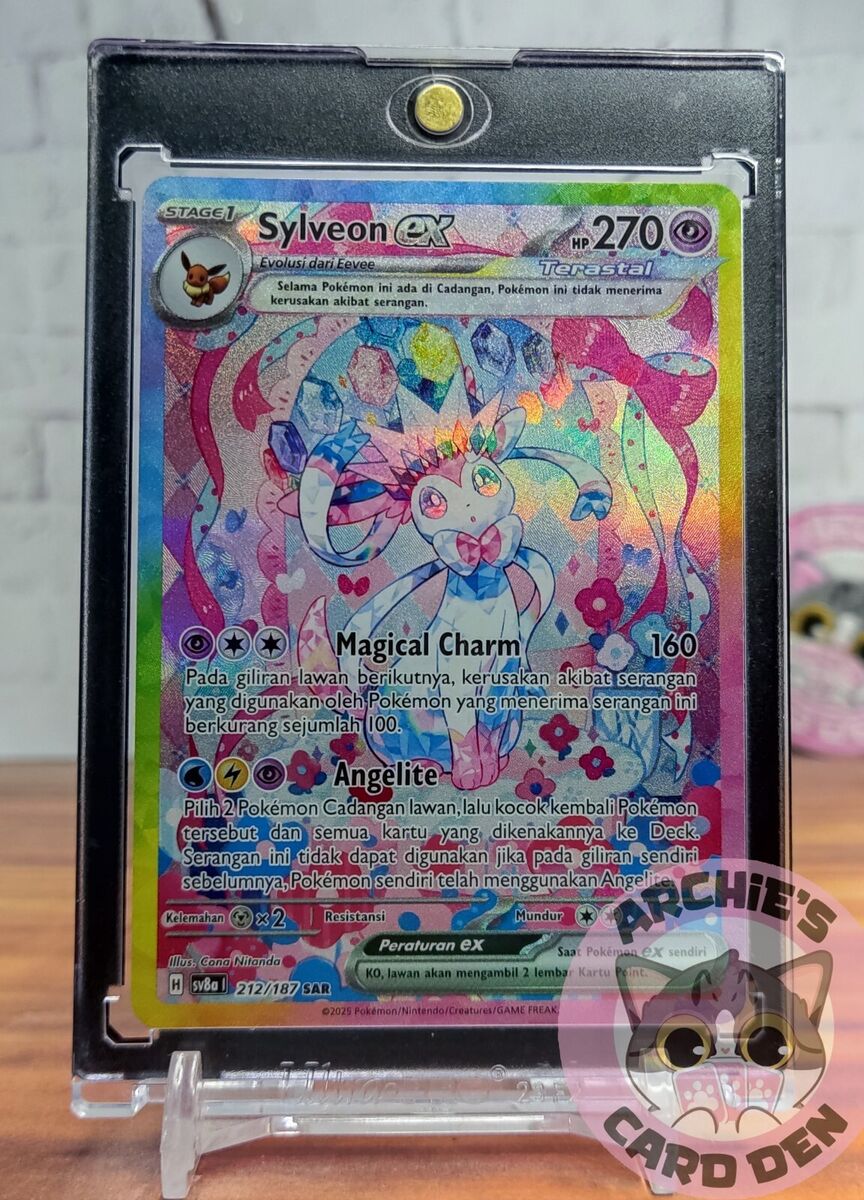 STAGE1 Sylveon ex HP 270
Evolusi dari Eevee Terastal
Selama Pokémon ini ada di Cadangan, Pokémon ini tidak menerima
kerusakan akibat serangan.
Magical Charm 160
Pada giliran lawan berikutnya, kerusakan akibat serangan
yang digunakan oleh Pokémon yang menerima serangan ini
berkurang sejumlah 100.
Angelite
Pilih 2 Pokémon Cadangan lawan, lalu kocok kembali Pokémon
tersebut dan semua kartu yang dikenakannya ke Deck.
Serangan ini tidak dapat digunakan jika pada giliran sendiri
sebelumnya, Pokémon sendiri telah menggunakan Angelite.
Kelemahan ×2 Resistansi Mundur
Peraturan ex Saat Pokémon ex sendiri
KO, lawan akan mengambil 2 lembar Kartu Point.
Illus. Cona Nitanda
H sv8a I 212/187 SAR
©2025 Pokémon/Nintendo/Creatures/GAME FREAK.
ARCHiE'S
CARD DEN